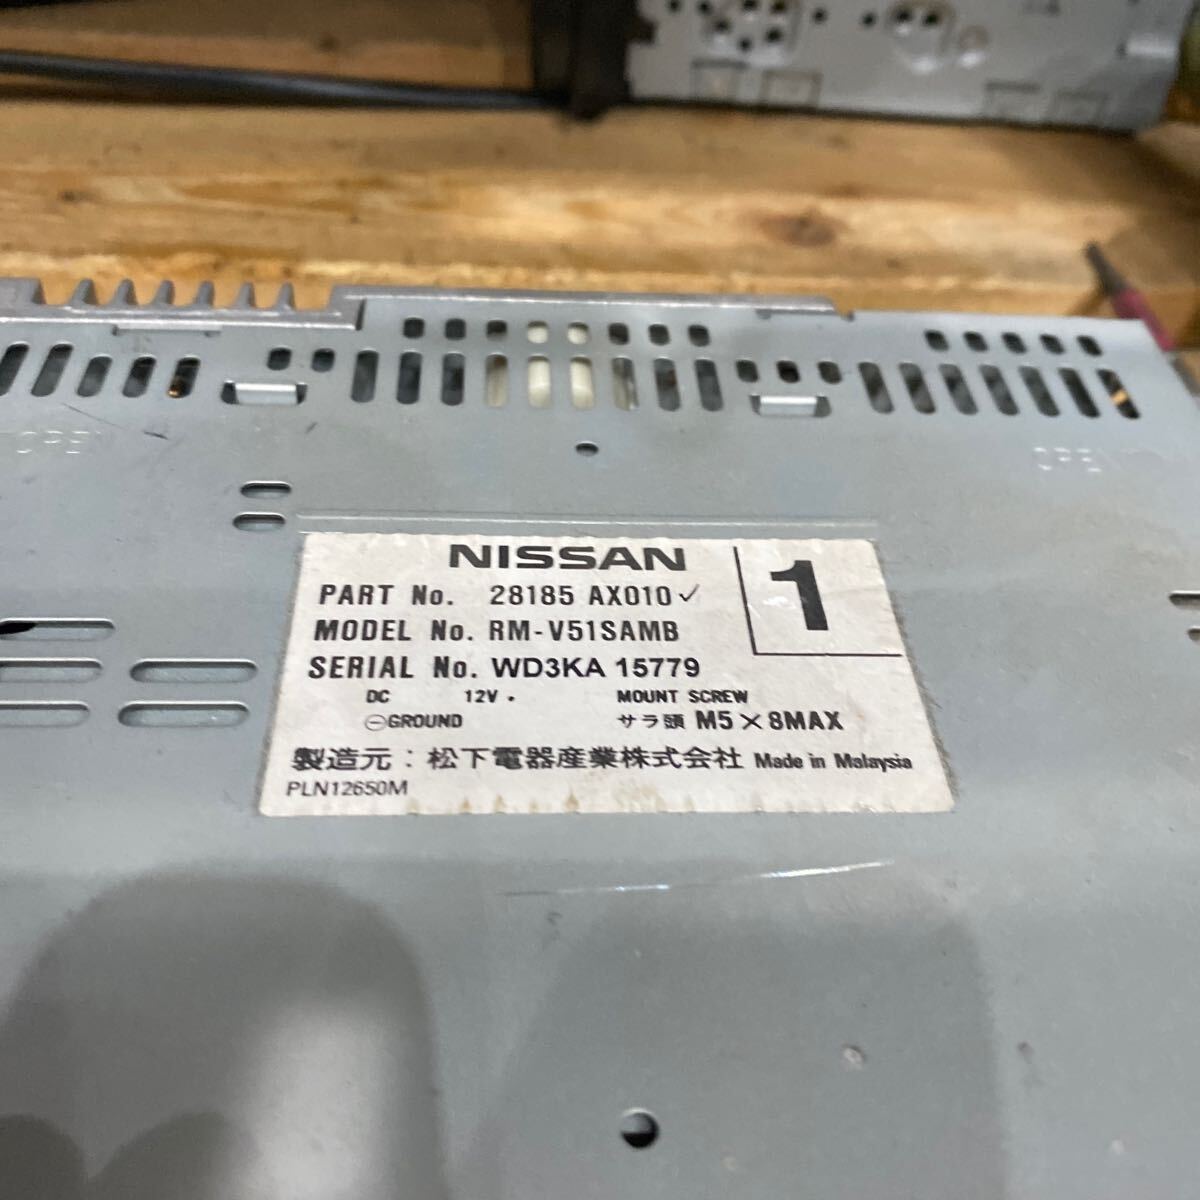 OPEN
OPEN
NISSAN
1
PART No. 28185 AX010 ✓
MODEL No. RM-V51SAMB
SERIAL No. WD3KA 15779
DC 12V .
MOUNT SCREW
⊖GROUND
サラ頭 M5×8MAX
製造元:松下電器産業株式会社 Made in Malaysia
PLN12650M